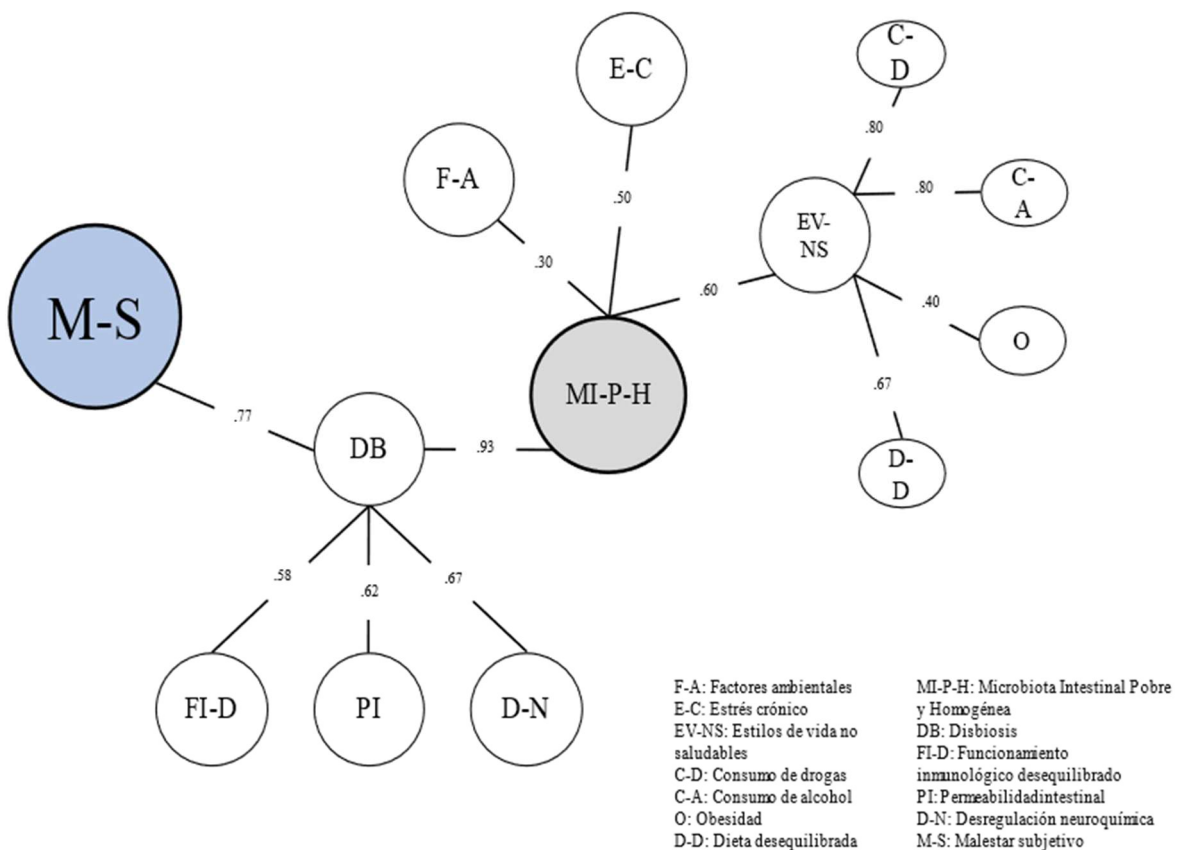 C-
D
E-C
.80
F-A
.50
C-
A
.80
EV-
NS
.30
.60
.40
M-S
O
.67
MI-P-H
.77
DB
.93
D-
D
.58
.62
.67
FI-D
PI
D-N
F-A: Factores ambientales
E-C: Estrés crónico
EV-NS: Estilos de vida no
saludables
C-D: Consumo de drogas
C-A: Consumo de alcohol
O: Obesidad
D-D: Dieta desequilibrada
MI-P-H: Microbiota Intestinal Pobre
y Homogénea
DB: Disbiosis
FI-D: Funcionamiento
inmunológico desequilibrado
PI: Permeabilidadintestinal
D-N: Desregulación neuroquímica
M-S: Malestar subjetivo